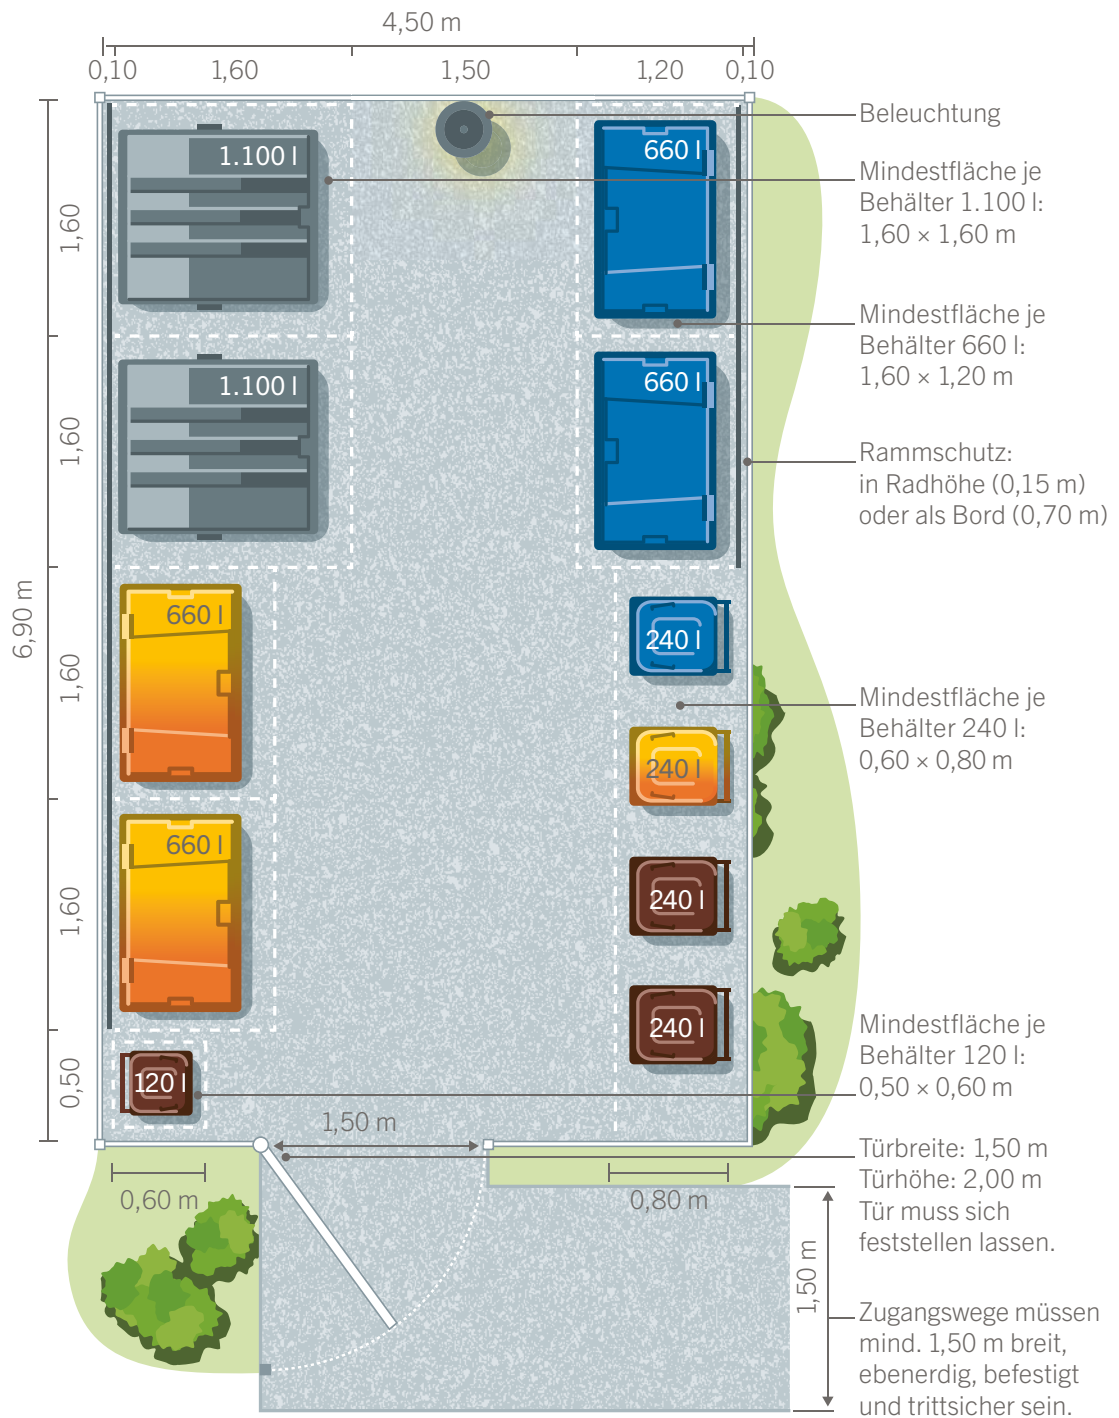 4,50 m
0,10
1,60
1,50
1,20
0,10
Beleuchtung
1.100 l
660 l
Mindestfläche je
Behälter 1.100 l:
1,60 × 1,60 m
1,60
Mindestfläche je
Behälter 660 l:
1,60 × 1,20 m
1.100 l
660 l
1,60
Rammschutz:
in Radhöhe (0,15 m)
oder als Bord (0,70 m)
6,90 m
660 l
240 l
1,60
Mindestfläche je
Behälter 240 l:
0,60 × 0,80 m
240 l
660 l
1,60
240 l
240 l
Mindestfläche je
Behälter 120 l:
0,50 × 0,60 m
0,50
120 l
1,50 m
Türbreite: 1,50 m
Türhöhe: 2,00 m
Tür muss sich
feststellen lassen.
0,60 m
0,80 m
1,50 m
Zugangswege müssen
mind. 1,50 m breit,
ebenerdig, befestigt
und trittsicher sein.